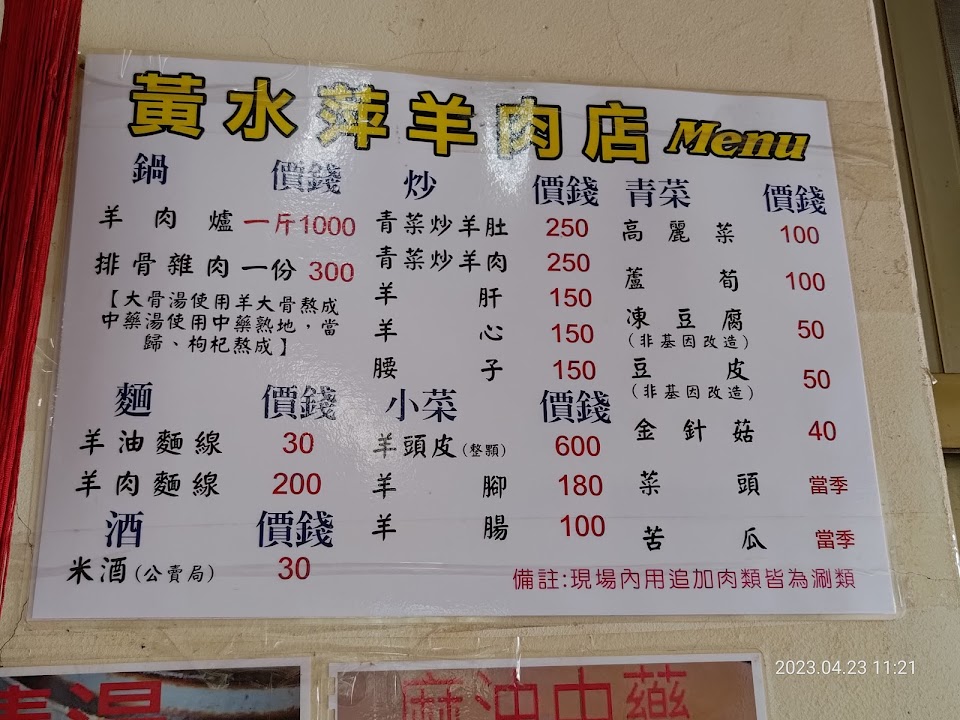 黃水萍羊肉店 Menu
鍋 價錢
羊肉爐 一斤1000
排骨雜肉 一份 300
【大骨湯使用羊大骨熬成
中藥湯使用中藥熟地，當
歸、枸杞熬成】
麵 價錢
羊油麵線 30
羊肉麵線 200
酒 價錢
米酒(公賣局) 30
炒 價錢
青菜炒羊肚 250
青菜炒羊肉 250
羊肝 150
羊心 150
腰子 150
小菜 價錢
羊頭皮(整顆) 600
羊腳 180
羊腸 100
青菜 價錢
高麗菜 100
蘆荀 100
凍豆腐 50
(非基因改造)
豆皮 50
(非基因改造)
金針菇 40
菜頭 當季
苦瓜 當季
備註:現場內用追加肉類皆為涮類
麻油中藥
2023.04.23 11:21